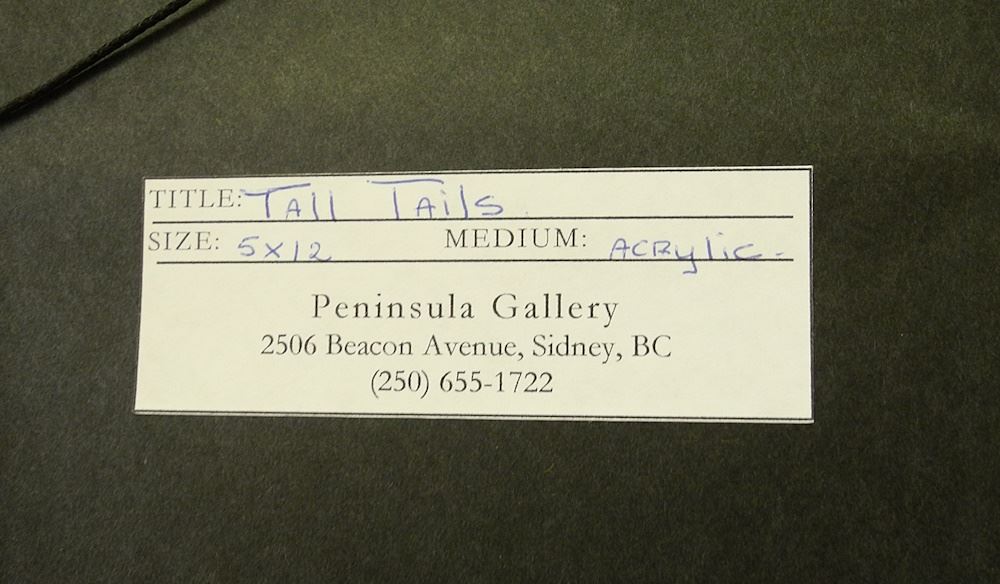 TITLE: Tall Tails
SIZE: 5x12 MEDIUM: Acrylic-
Peninsula Gallery
2506 Beacon Avenue, Sidney, BC
(250) 655-1722